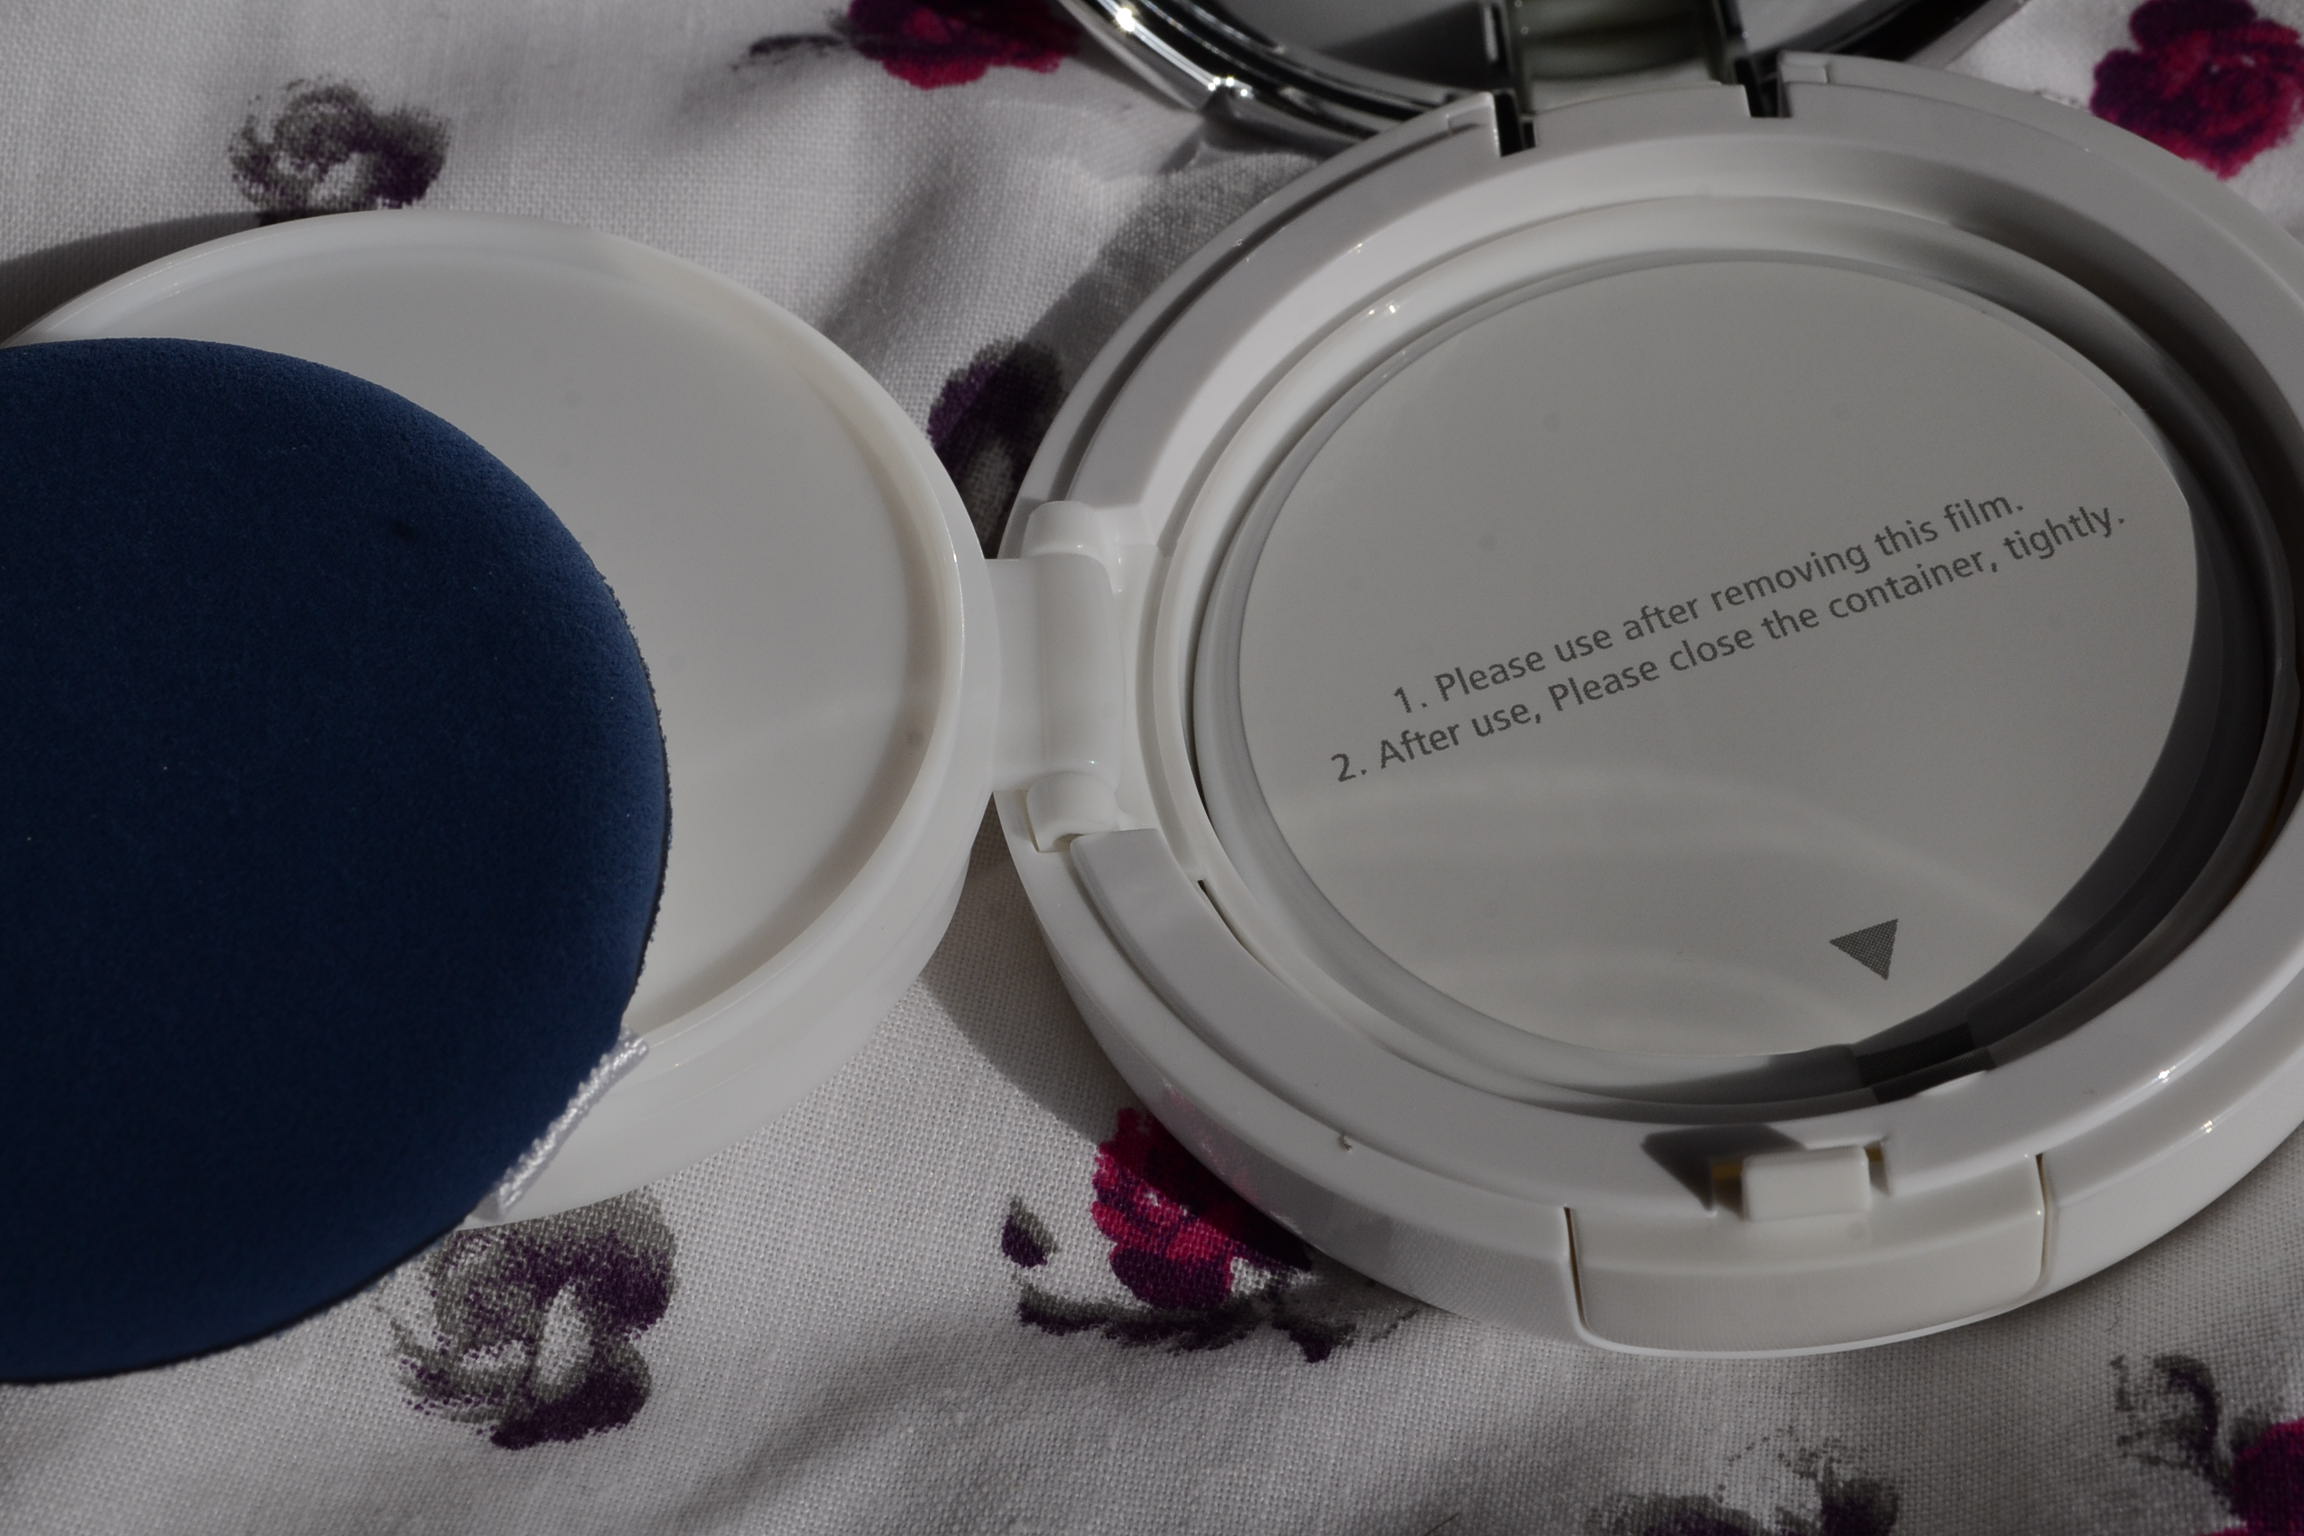 1. Please use after removing this film.
2. After use, Please close the container, tightly.